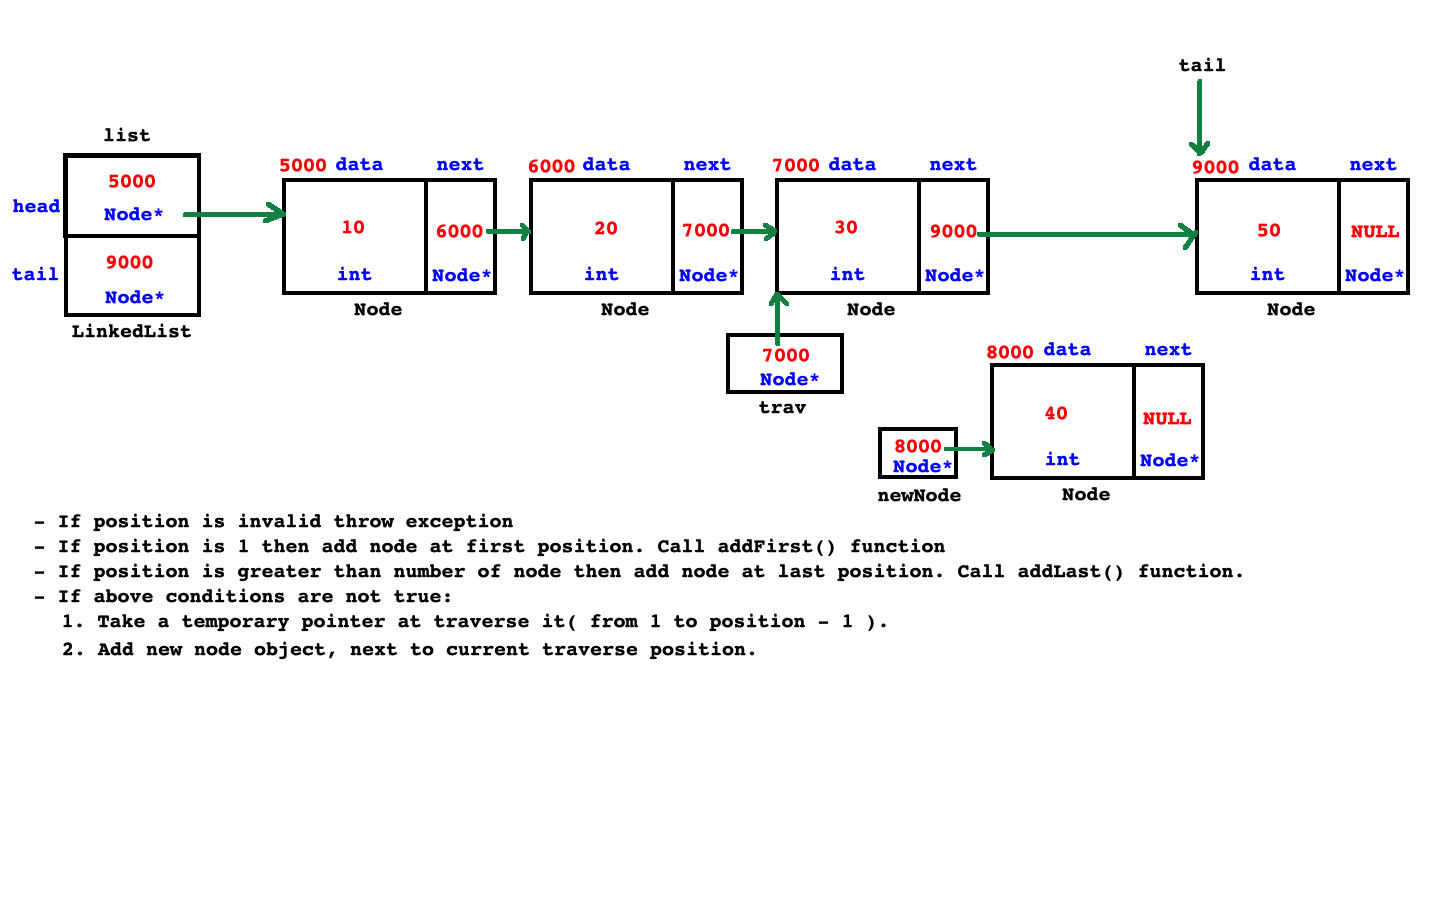 tail
list
5000 data next
6000 data next
7000 data next
9000 data next
5000
head
Node*
tail
9000
Node*
LinkedList
10
6000
int
Node*
Node
20
7000
int
Node*
Node
30
9000
int
Node*
Node
50
NULL
int
Node*
Node
7000
Node*
trav
8000 data next
40
NULL
int
Node*
Node
8000
Node*
newNode
- If position is invalid throw exception
- If position is 1 then add node at first position. Call addFirst() function
- If position is greater than number of node then add node at last position. Call addLast() function.
- If above conditions are not true:
1. Take a temporary pointer at traverse it( from 1 to position - 1 ).
2. Add new node object, next to current traverse position.